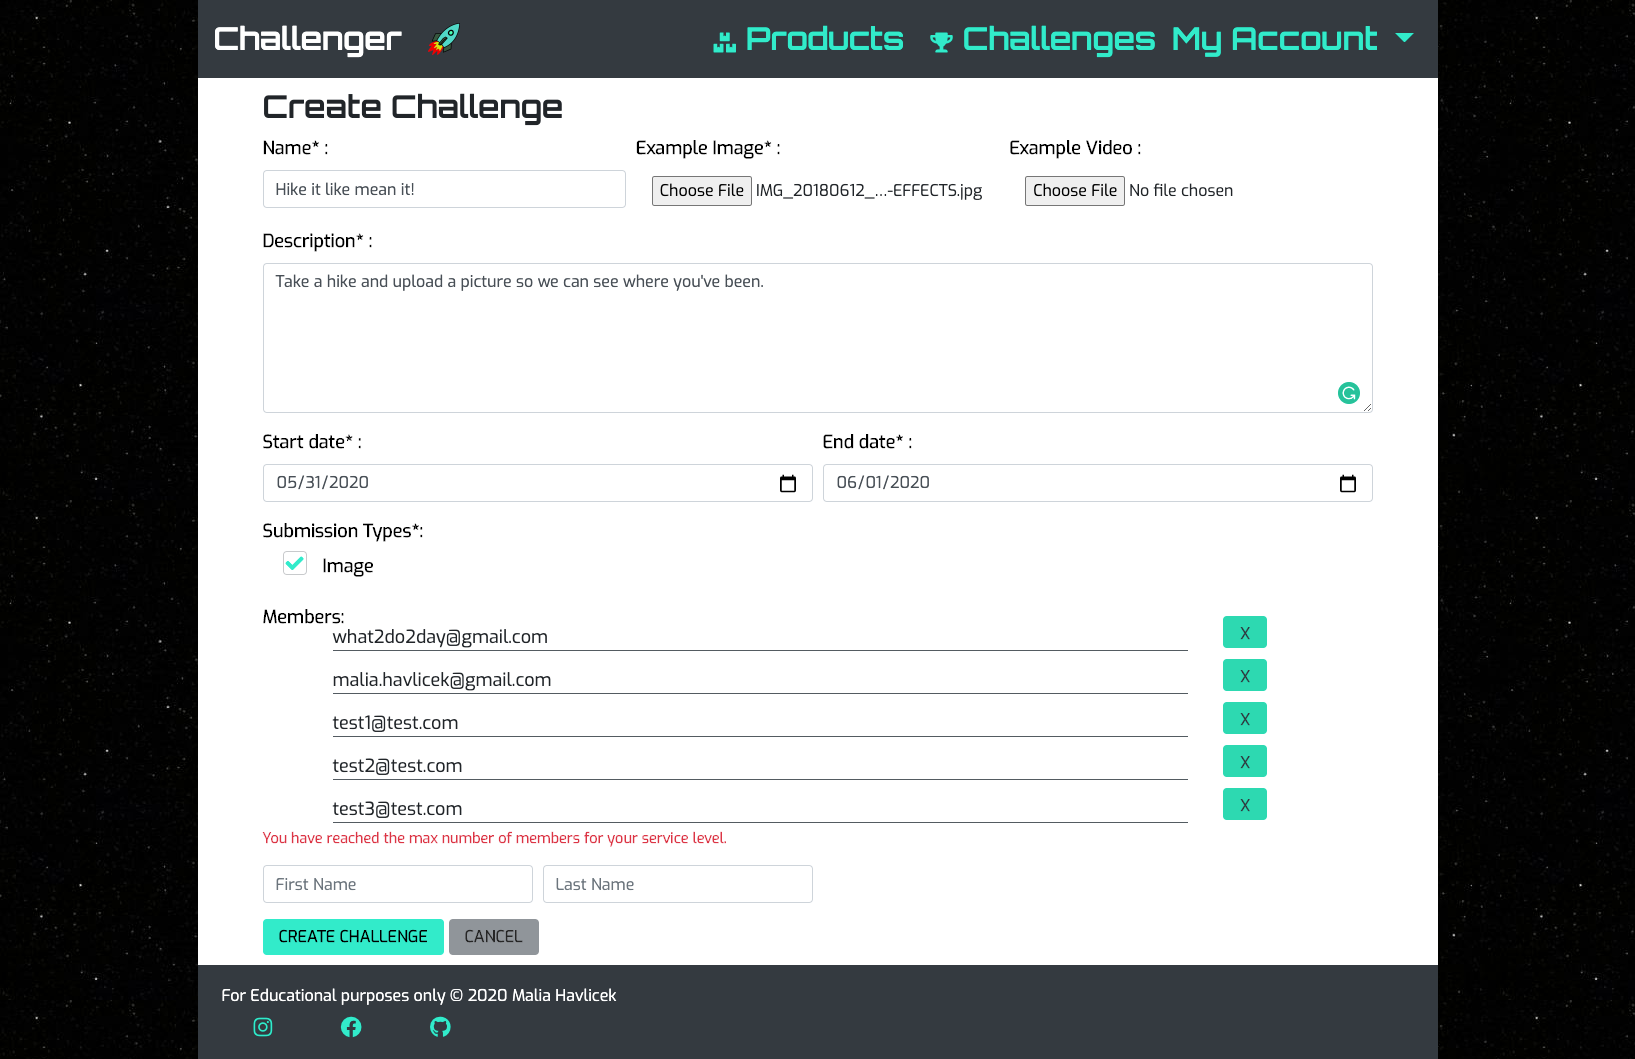 Challenger Products Challenges My Account
Create Challenge
Name* : Example Image* : Example Video :
Hike it like mean it! Choose File IMG_20180612_...-EFFECTS.jpg Choose File No file chosen
Description* :
Take a hike and upload a picture so we can see where you've been.
Start date* : End date* :
05/31/2020 06/01/2020
Submission Types*:
Image
Members:
what2do2day@gmail.com X
malia.havlicek@gmail.com X
test1@test.com X
test2@test.com X
test3@test.com X
You have reached the max number of members for your service level.
First Name Last Name
CREATE CHALLENGE CANCEL
For Educational purposes only © 2020 Malia Havlicek